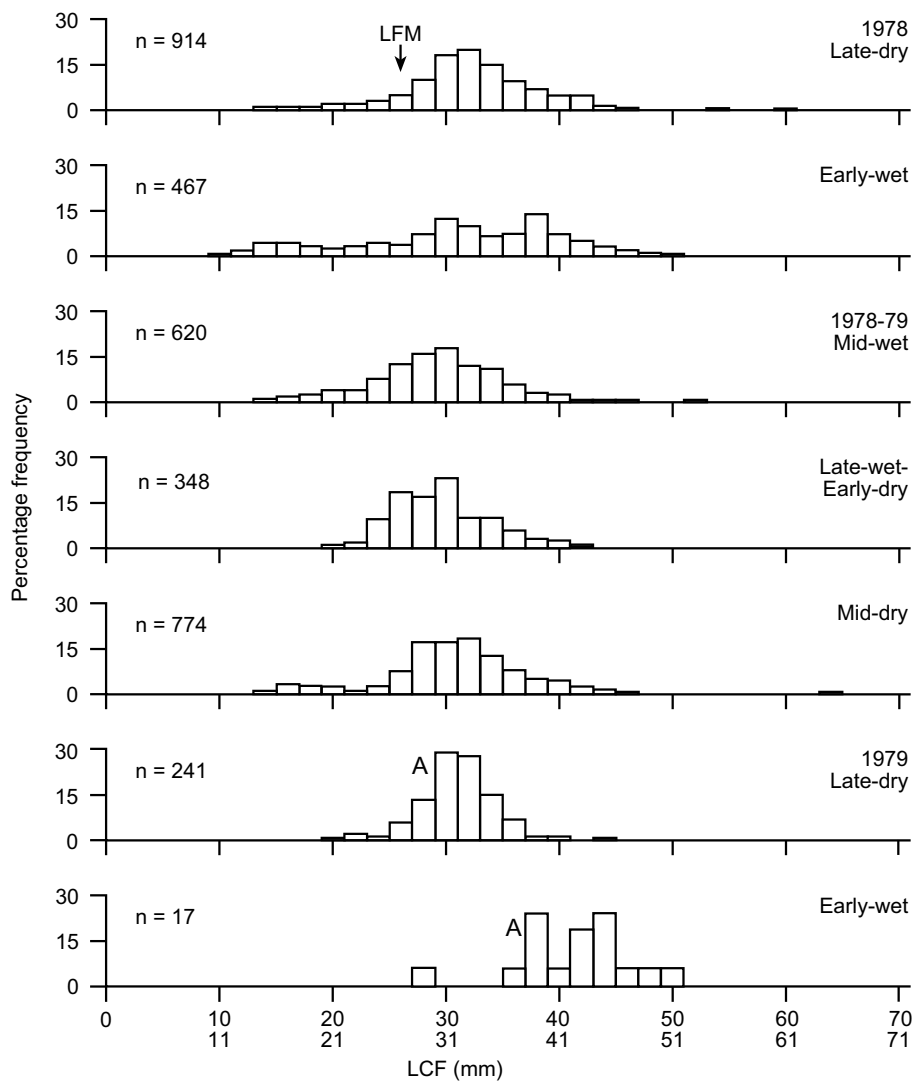 30
15
0
n = 914
LFM
1978
Late-dry
30
15
0
n = 467
Early-wet
30
15
0
n = 620
1978-79
Mid-wet
30
15
0
n = 348
Late-wet-
Early-dry
30
15
0
n = 774
Mid-dry
30
15
0
n = 241
A
1979
Late-dry
30
15
0
n = 17
A
Early-wet
Percentage frequency
0 10 20 30 40 50 60 70
11 21 31 41 51 61 71
LCF (mm)